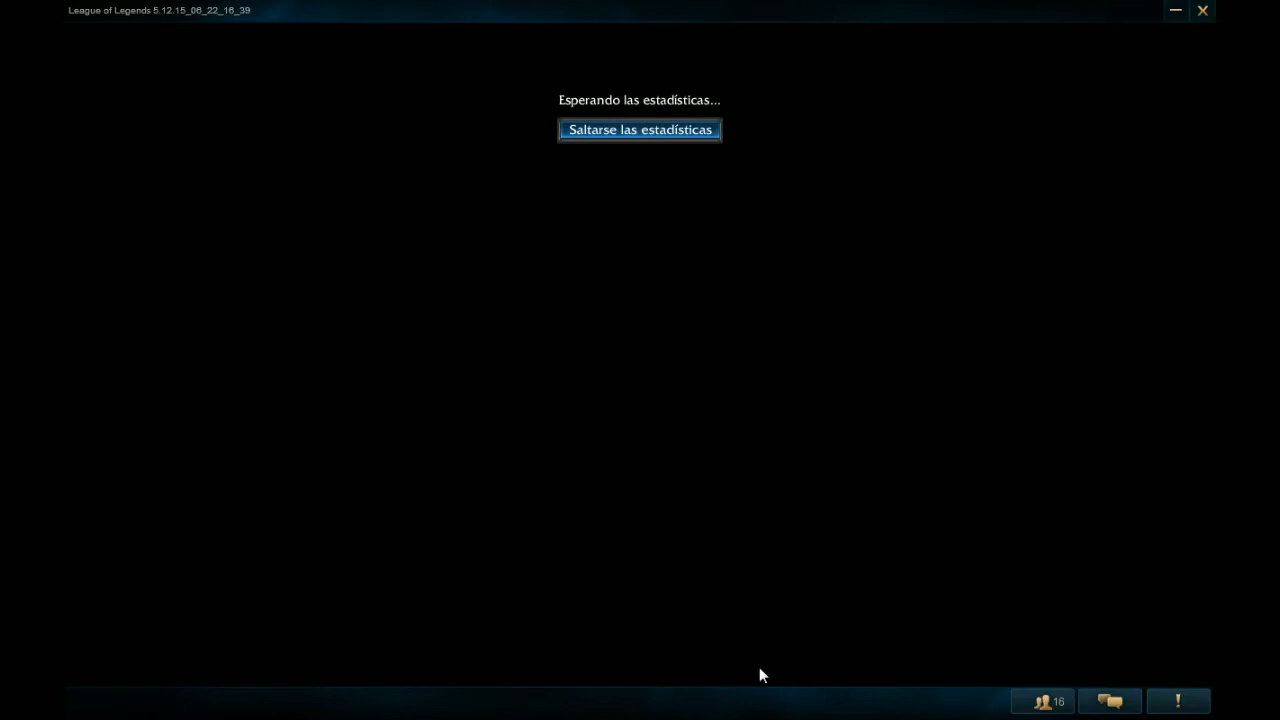 League of Legends 5.12.15_06_22_16_39
Esperando las estadísticas...
Saltarse las estadísticas
16